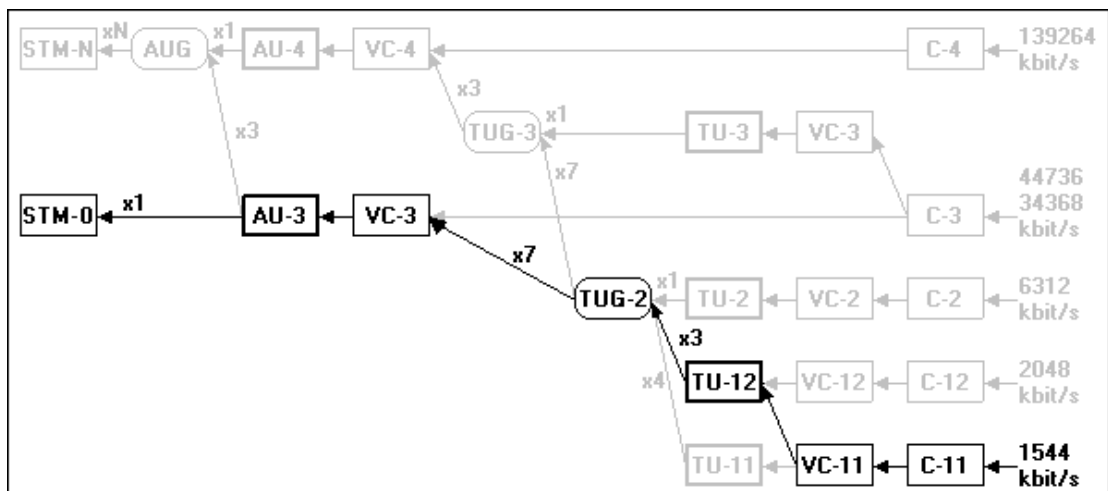 STM-N xN AUG x1 AU-4 VC-4 C-4 139264
kbit/s
x3
x3 TUG-3 x1 TU-3 VC-3
x7
44736
STM-0 x1 AU-3 VC-3 C-3 34368
kbit/s
x7
TUG-2 x1 TU-2 VC-2 C-2 6312
kbit/s
x3
x4 TU-12 VC-12 C-12 2048
kbit/s
TU-11 VC-11 C-11 1544
kbit/s